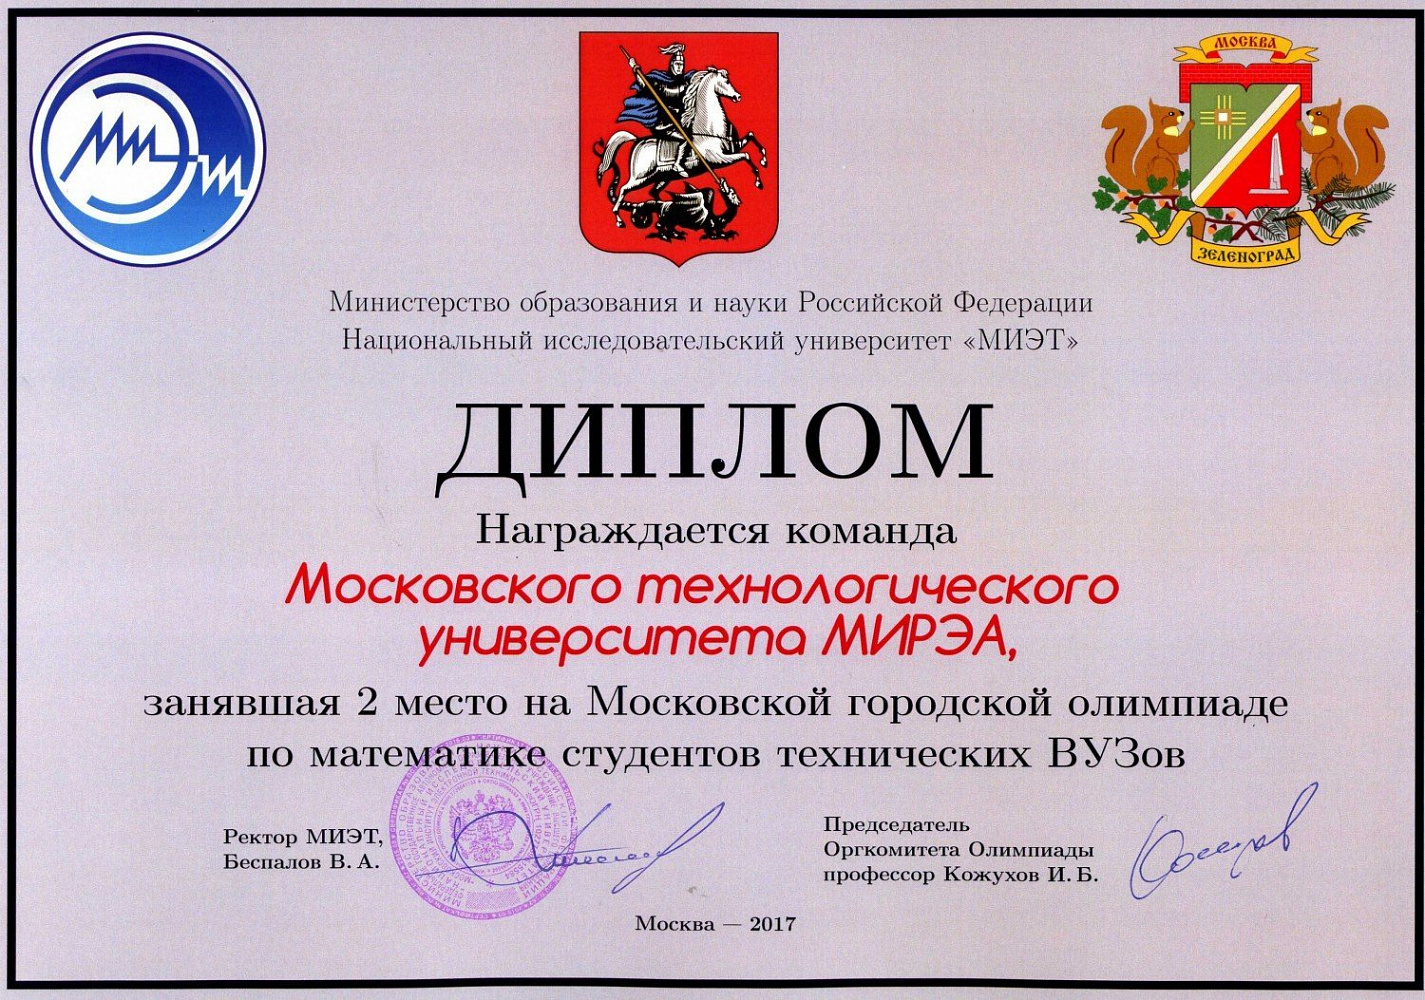 МИЭТ
МОСКВА
ЗЕЛЕНОГРАД
Министерство образования и науки Российской Федерации
Национальный исследовательский университет «МИЭТ»
ДИПЛОМ
Награждается команда
Московского технологического
университета МИРЭА,
занявшая 2 место на Московской городской олимпиаде
по математике студентов технических ВУЗов
Ректор МИЭТ,
Беспалов В. А.
Председатель
Оргкомитета Олимпиады
профессор Кожухов И. Б.
Москва — 2017